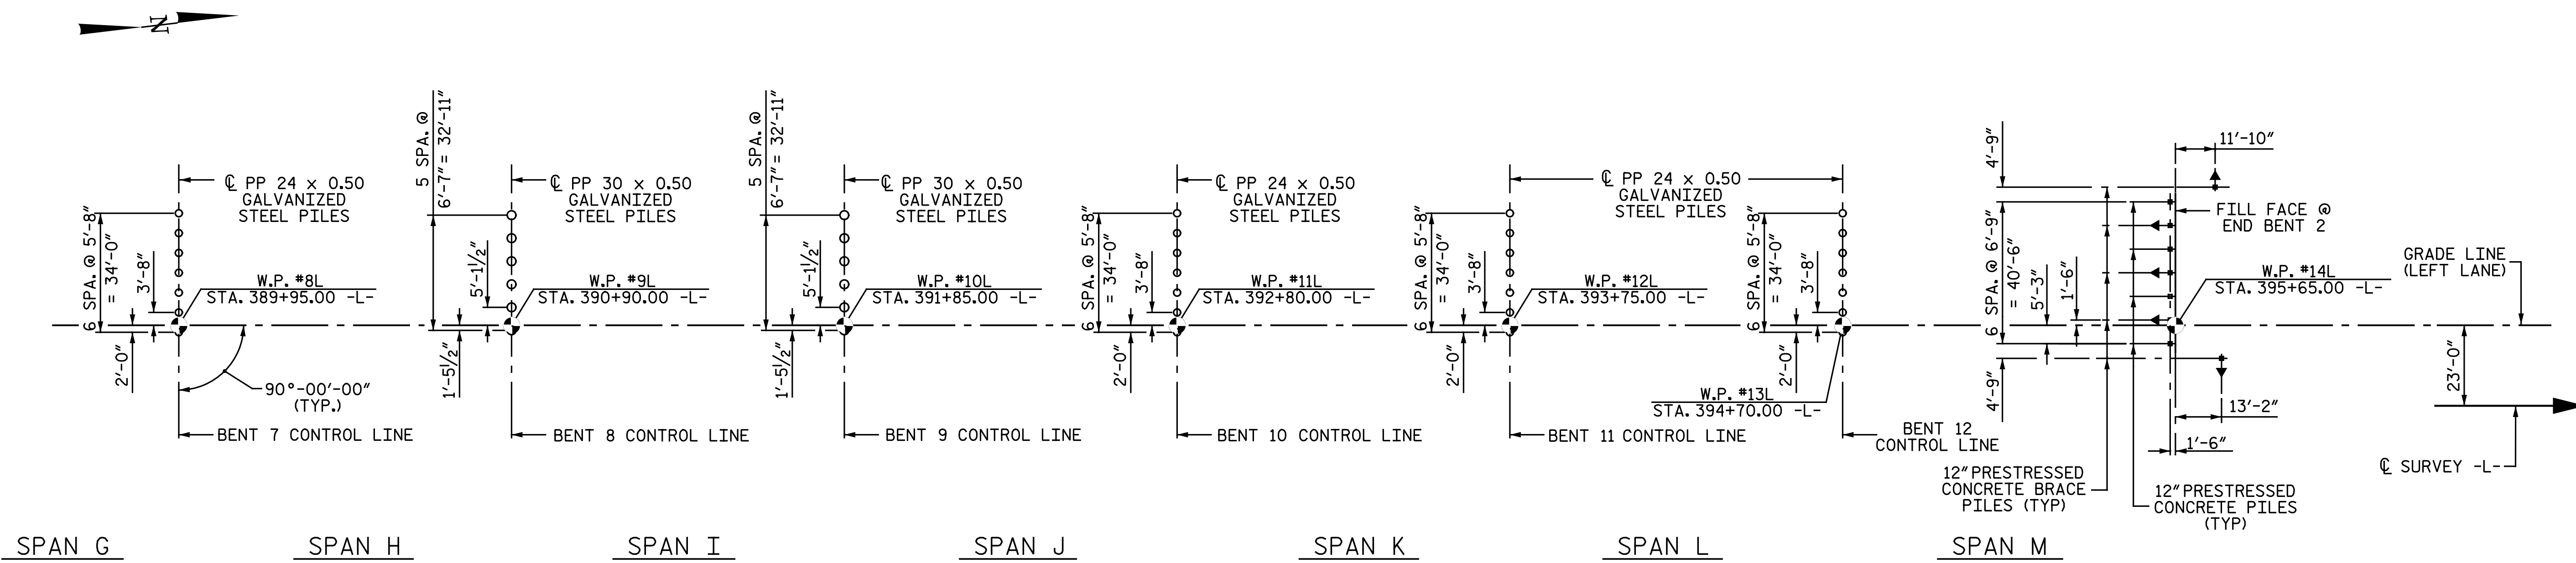 N
6 SPA. @ 5'-8"
= 34'-0"
3'-8"
2'-0"
℄ PP 24 x 0.50
GALVANIZED
STEEL PILES
W.P. #8L
STA. 389+95.00 -L-
90°-00'-00"
(TYP.)
BENT 7 CONTROL LINE
5 SPA. @
6'-7" = 32'-11"
5'-1½"
1'-5½"
℄ PP 30 x 0.50
GALVANIZED
STEEL PILES
W.P. #9L
STA. 390+90.00 -L-
BENT 8 CONTROL LINE
5 SPA. @
6'-7" = 32'-11"
5'-1½"
1'-5½"
℄ PP 30 x 0.50
GALVANIZED
STEEL PILES
W.P. #10L
STA. 391+85.00 -L-
BENT 9 CONTROL LINE
6 SPA. @ 5'-8"
= 34'-0"
3'-8"
2'-0"
℄ PP 24 x 0.50
GALVANIZED
STEEL PILES
W.P. #11L
STA. 392+80.00 -L-
BENT 10 CONTROL LINE
6 SPA. @ 5'-8"
= 34'-0"
3'-8"
2'-0"
℄ PP 24 x 0.50
GALVANIZED
STEEL PILES
W.P. #12L
STA. 393+75.00 -L-
BENT 11 CONTROL LINE
6 SPA. @ 5'-8"
= 34'-0"
3'-8"
2'-0"
W.P. #13L
STA. 394+70.00 -L-
BENT 12
CONTROL LINE
4'-9"
6 SPA. @ 6'-9"
= 40'-6"
5'-3"
1'-6"
4'-9"
11'-10"
FILL FACE @
END BENT 2
W.P. #14L
STA. 395+65.00 -L-
GRADE LINE
(LEFT LANE)
23'-0"
13'-2"
1'-6"
℄ SURVEY -L-
12" PRESTRESSED
CONCRETE BRACE
PILES (TYP)
12" PRESTRESSED
CONCRETE PILES
(TYP)
SPAN G
SPAN H
SPAN I
SPAN J
SPAN K
SPAN L
SPAN M